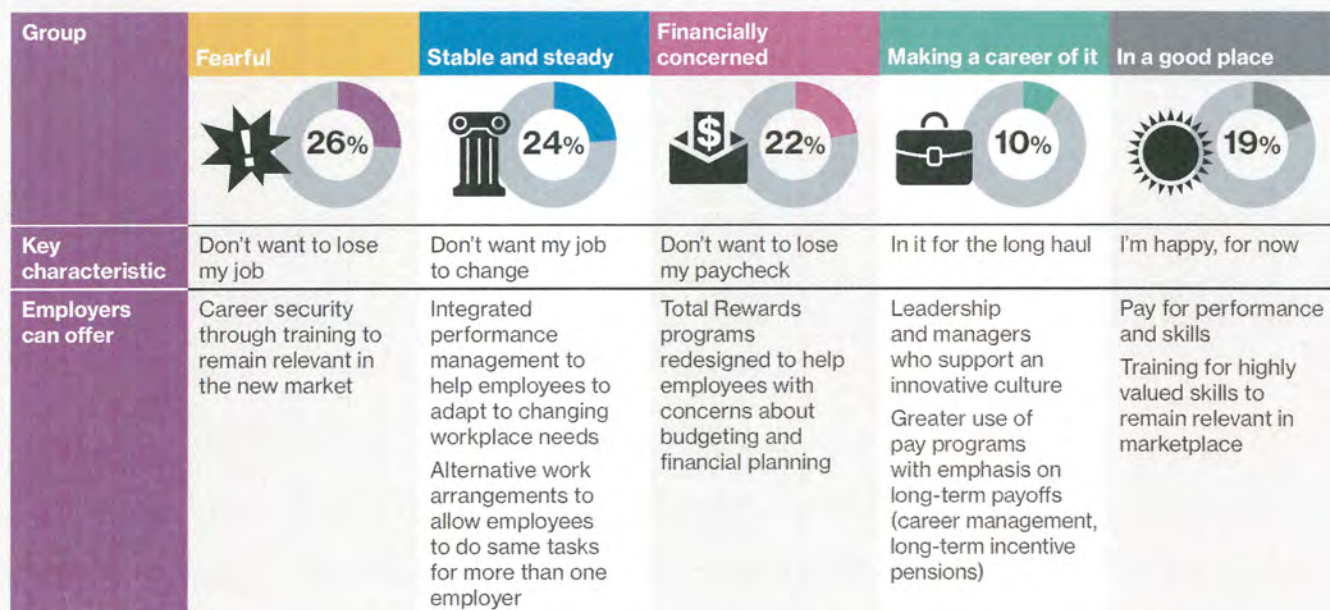 Group
Fearful
Stable and steady
Financially
concerned
Making a career of it
In a good place
!
26%
24%
$
22%
10%
19%
Key
characteristic
Don't want to lose
my job
Don't want my job
to change
Don't want to lose
my paycheck
In it for the long haul
I'm happy, for now
Employers
can offer
Career security
through training to
remain relevant in
the new market
Integrated
performance
management to
help employees to
adapt to changing
workplace needs
Alternative work
arrangements to
allow employees
to do same tasks
for more than one
employer
Total Rewards
programs
redesigned to help
employees with
concerns about
budgeting and
financial planning
Leadership
and managers
who support an
innovative culture
Greater use of
pay programs
with emphasis on
long-term payoffs
(career management,
long-term incentive
pensions)
Pay for performance
and skills
Training for highly
valued skills to
remain relevant in
marketplace